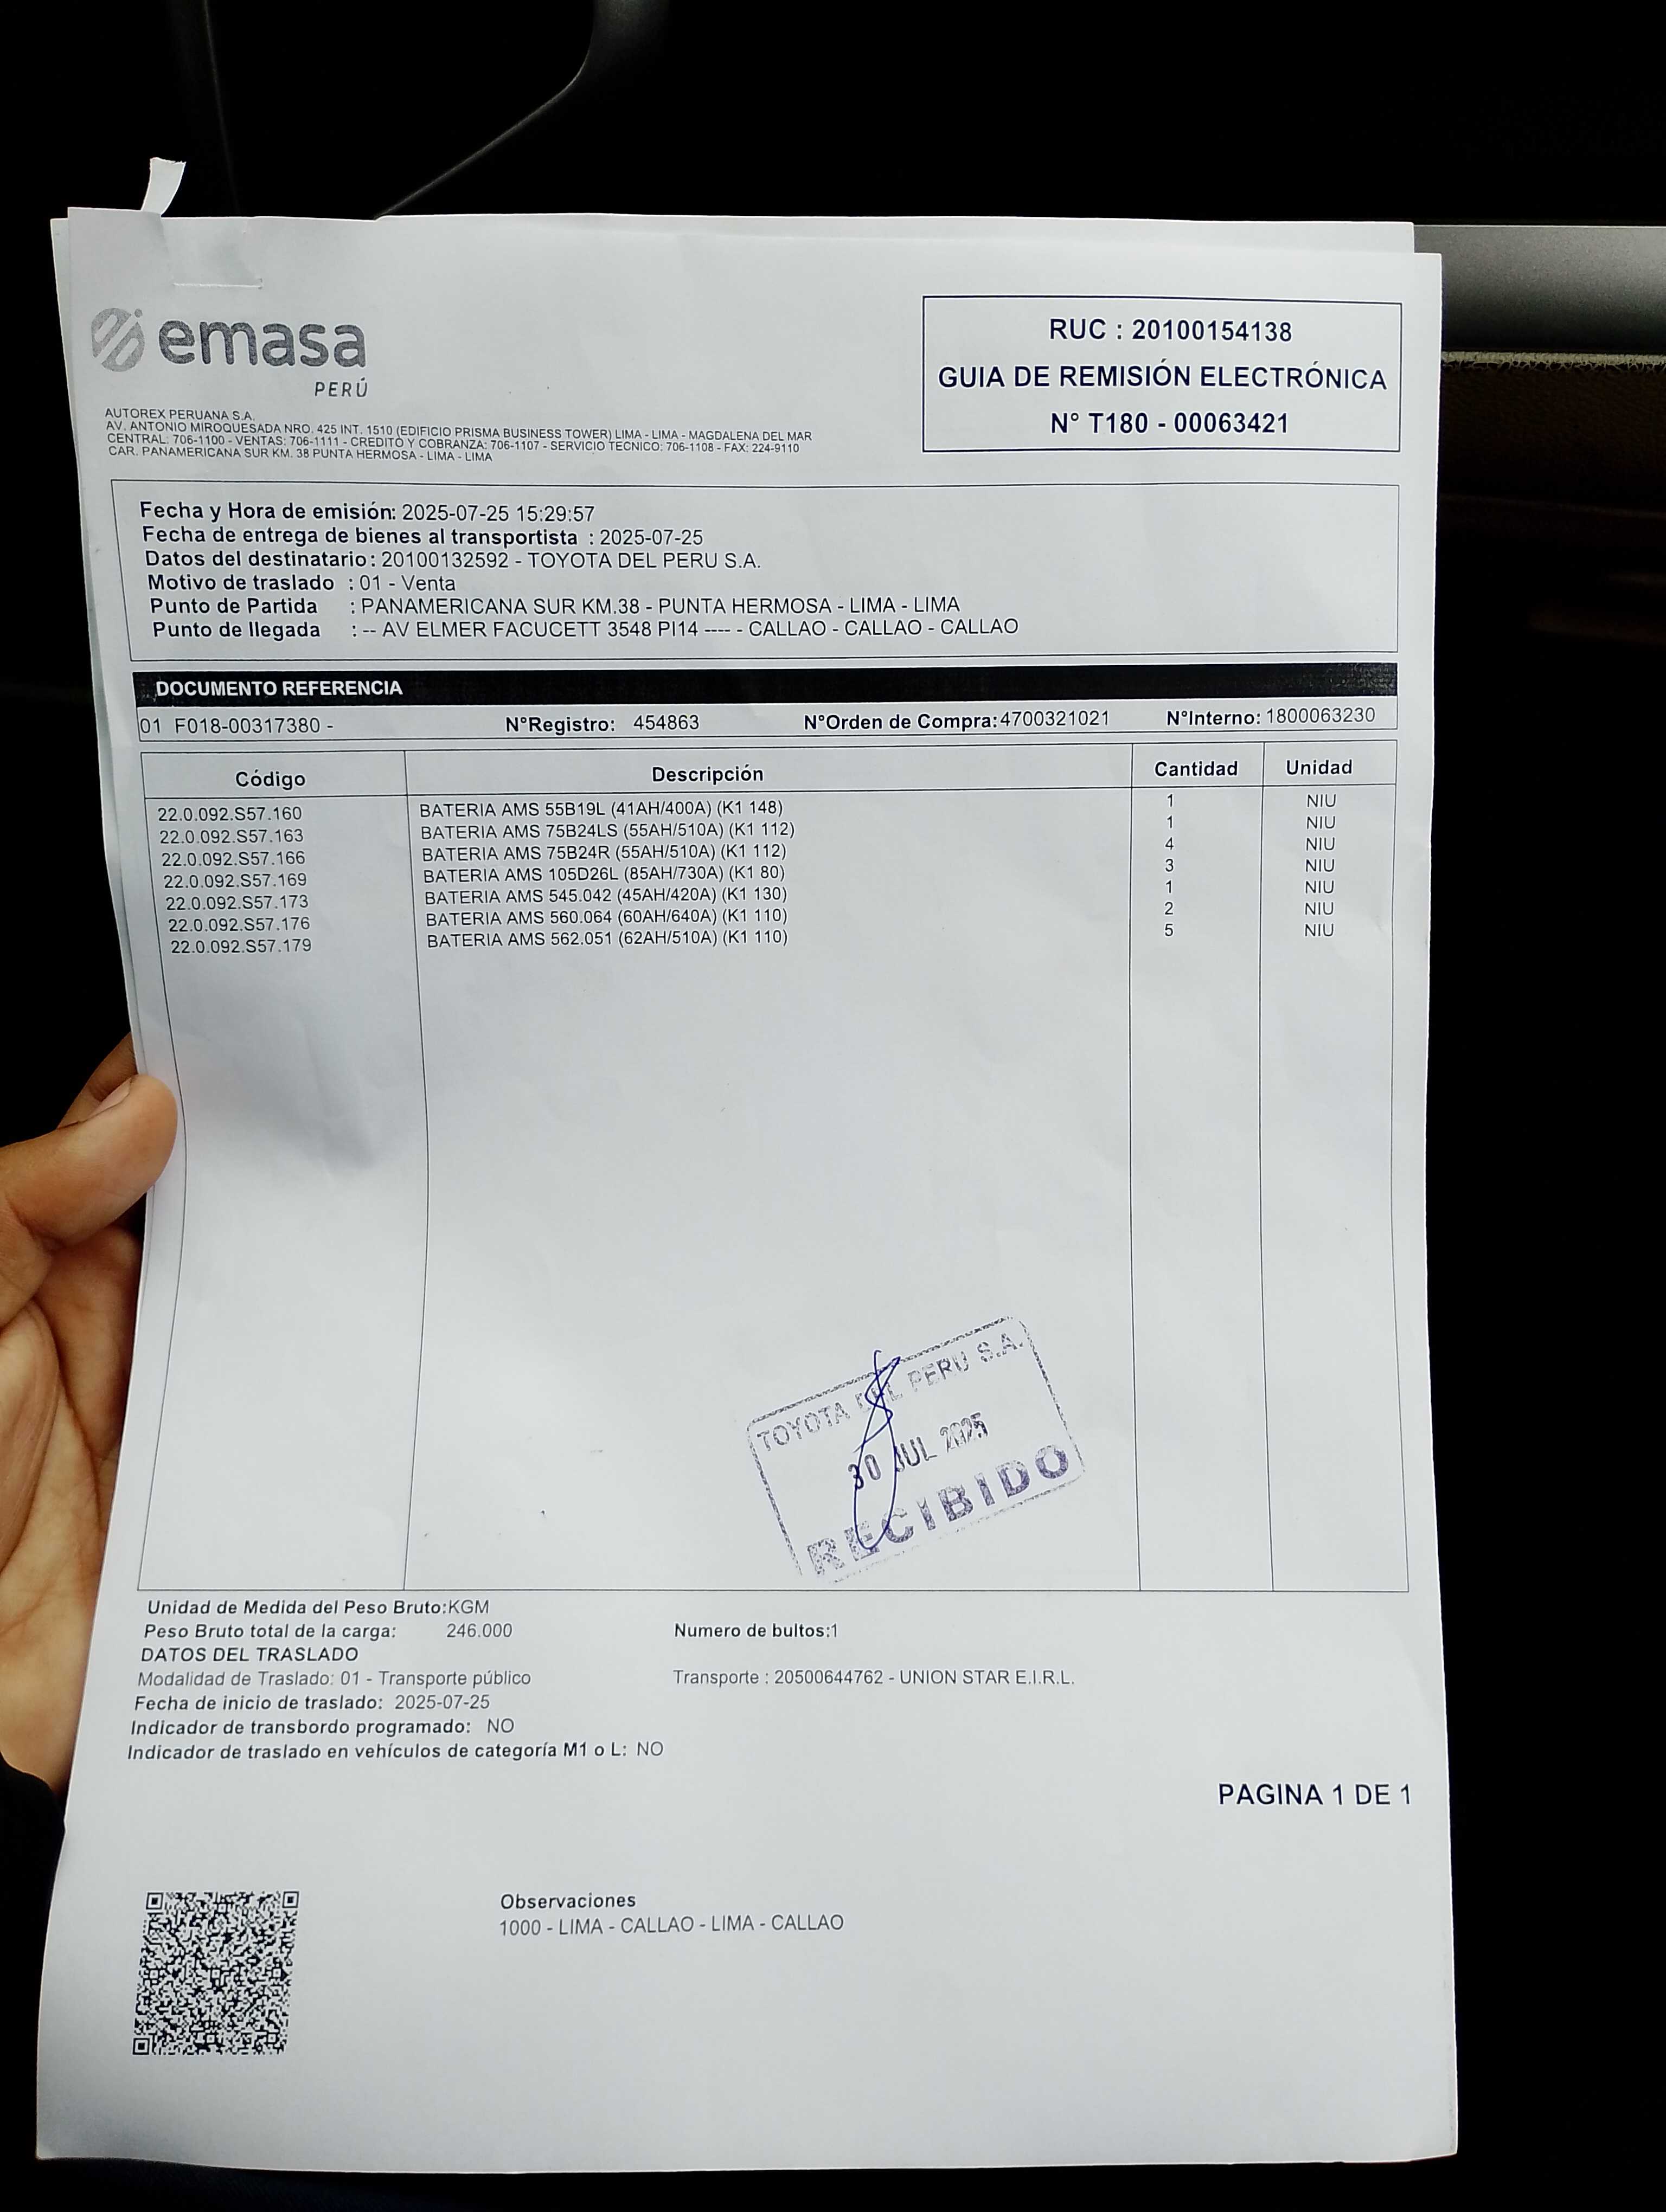 emasa
PERÚ
RUC : 20100154138
GUIA DE REMISIÓN ELECTRÓNICA
N° T180 - 00063421
AUTOREX PERUANA S.A.
AV. ANTONIO MIROQUESADA NRO. 425 INT. 1510 (EDIFICIO PRISMA BUSINESS TOWER) LIMA - LIMA - MAGDALENA DEL MAR
CENTRAL: 706-1100 - VENTAS: 706-1111 - CREDITO Y COBRANZA: 706-1107 - SERVICIO TECNICO: 706-1108 - FAX: 224-9110
CAR. PANAMERICANA SUR KM. 38 PUNTA HERMOSA - LIMA - LIMA
Fecha y Hora de emisión: 2025-07-25 15:29:57
Fecha de entrega de bienes al transportista : 2025-07-25
Datos del destinatario : 20100132592 - TOYOTA DEL PERU S.A.
Motivo de traslado : 01 - Venta
Punto de Partida : PANAMERICANA SUR KM.38 - PUNTA HERMOSA - LIMA - LIMA
Punto de llegada : -- AV ELMER FACUCETT 3548 PI14 ---- - CALLAO - CALLAO - CALLAO
DOCUMENTO REFERENCIA
01 F018-00317380 - N°Registro: 454863 N°Orden de Compra: 4700321021 N°Interno: 1800063230
Código Descripción Cantidad Unidad
22.0.092.S57.160 BATERIA AMS 55B19L (41AH/400A) (K1 148) 1 NIU
22.0.092.S57.163 BATERIA AMS 75B24LS (55AH/510A) (K1 112) 1 NIU
22.0.092.S57.166 BATERIA AMS 75B24R (55AH/510A) (K1 112) 4 NIU
22.0.092.S57.169 BATERIA AMS 105D26L (85AH/730A) (K1 80) 3 NIU
22.0.092.S57.173 BATERIA AMS 545.042 (45AH/420A) (K1 130) 1 NIU
22.0.092.S57.176 BATERIA AMS 560.064 (60AH/640A) (K1 110) 2 NIU
22.0.092.S57.179 BATERIA AMS 562.051 (62AH/510A) (K1 110) 5 NIU
TOYOTA DEL PERU S.A.
30 JUL 2025
RECIBIDO
Unidad de Medida del Peso Bruto:KGM
Peso Bruto total de la carga: 246.000 Numero de bultos:1
DATOS DEL TRASLADO
Modalidad de Traslado: 01 - Transporte público Transporte : 20500644762 - UNION STAR E.I.R.L.
Fecha de inicio de traslado: 2025-07-25
Indicador de transbordo programado: NO
Indicador de traslado en vehículos de categoría M1 o L: NO
PAGINA 1 DE 1
Observaciones
1000 - LIMA - CALLAO - LIMA - CALLAO